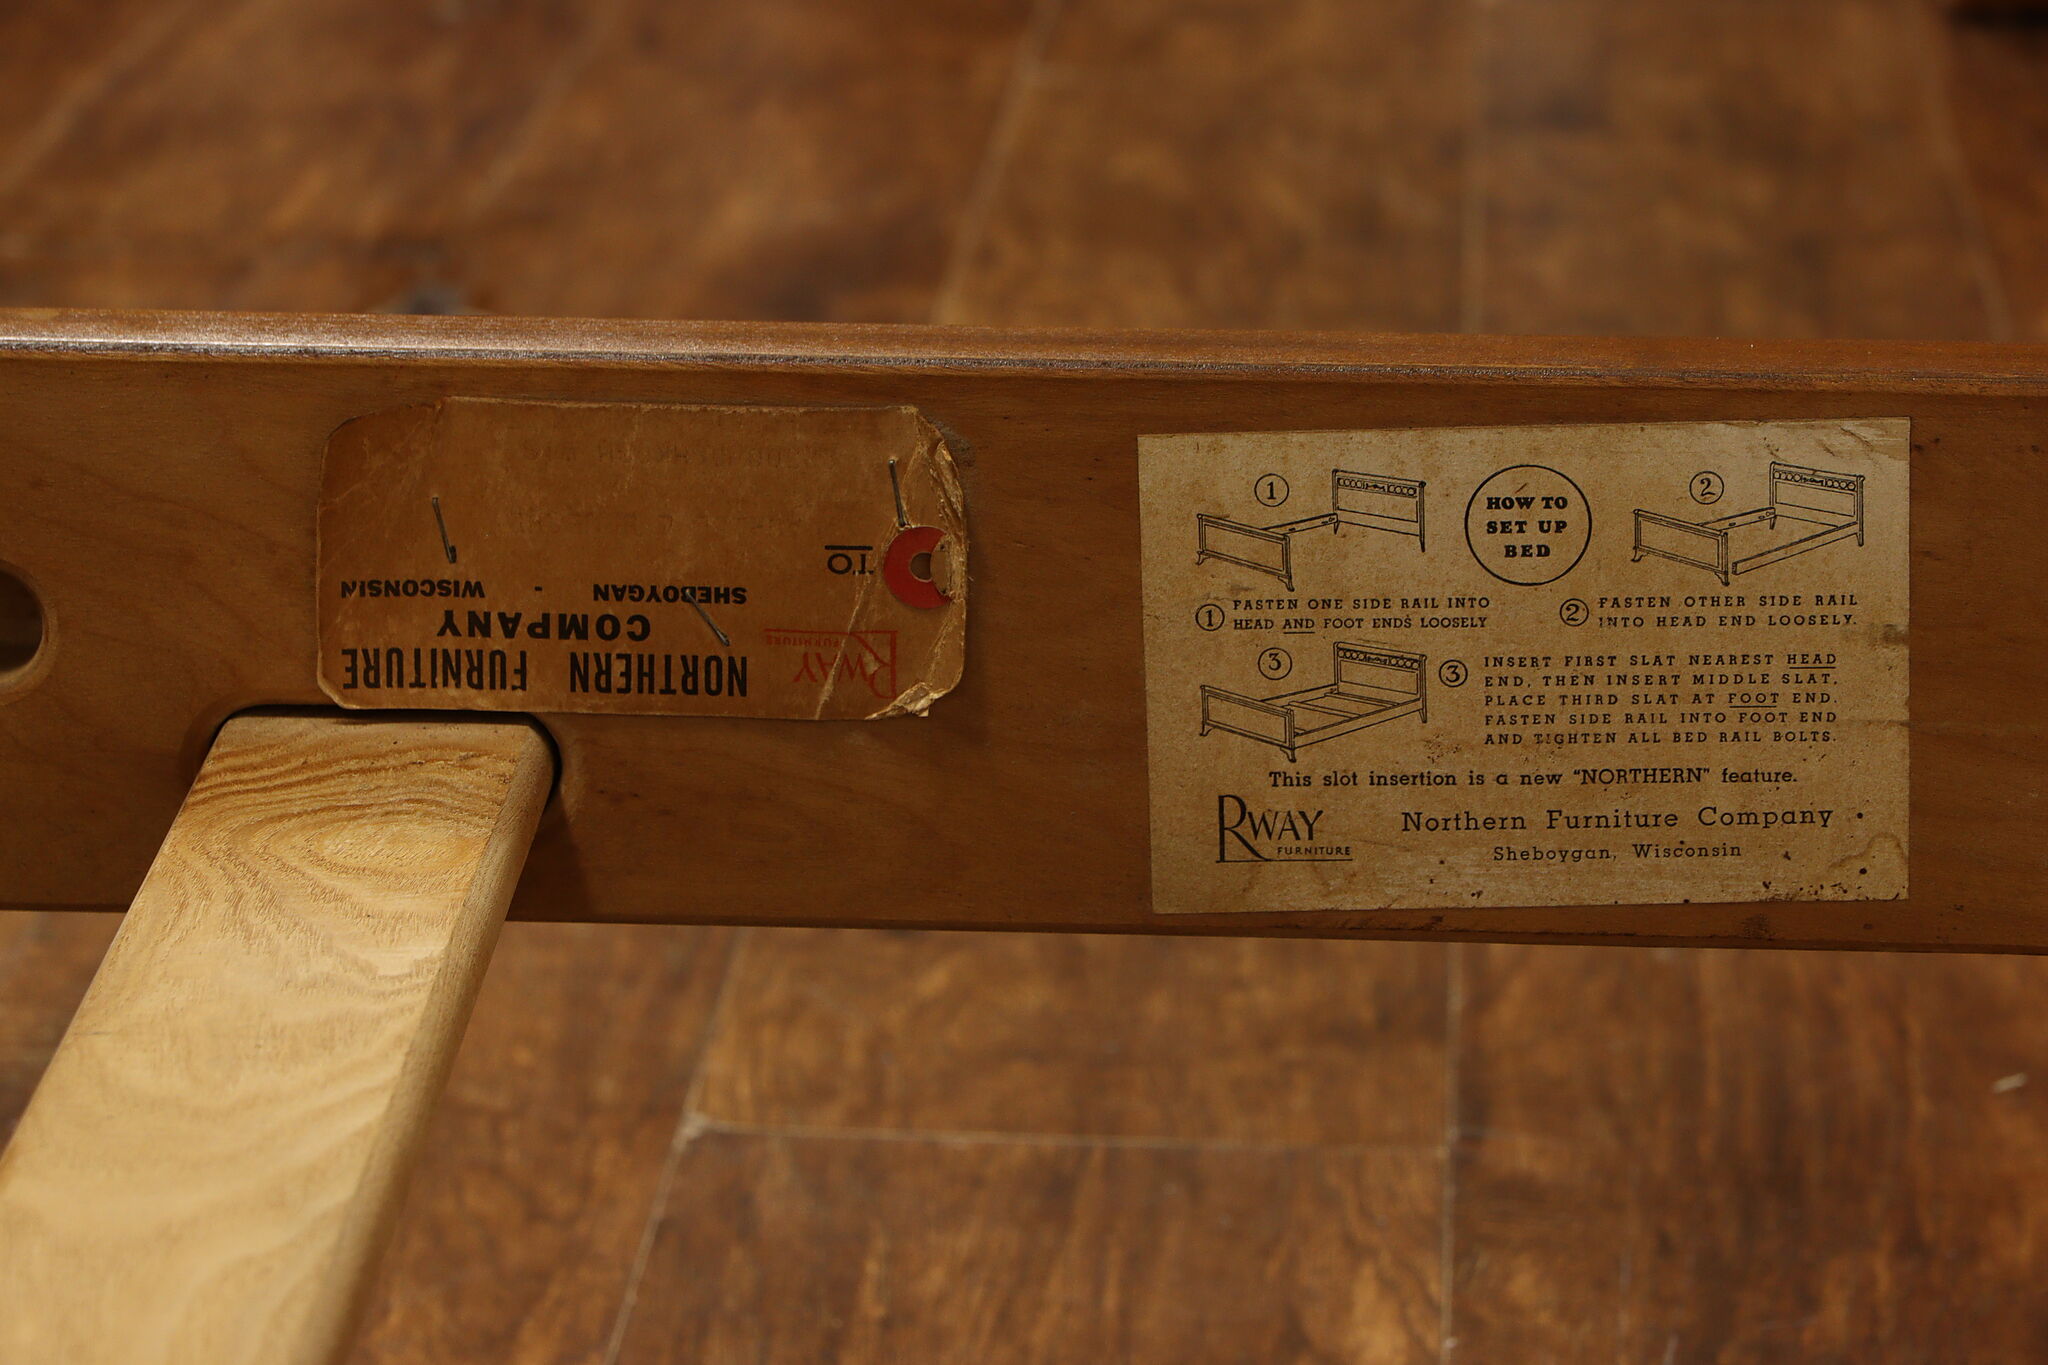 RWAY
FURNITURE
NORTHERN FURNITURE
COMPANY
SHEBOYGAN - WISCONSIN
TO
1
HOW TO
SET UP
BED
2
1 FASTEN ONE SIDE RAIL INTO
HEAD AND FOOT ENDS LOOSELY
2 FASTEN OTHER SIDE RAIL
INTO HEAD END LOOSELY.
3
3 INSERT FIRST SLAT NEAREST HEAD
END, THEN INSERT MIDDLE SLAT.
PLACE THIRD SLAT AT FOOT END.
FASTEN SIDE RAIL INTO FOOT END
AND TIGHTEN ALL BED RAIL BOLTS.
This slot insertion is a new "NORTHERN" feature.
RWAY
FURNITURE
Northern Furniture Company
Sheboygan, Wisconsin